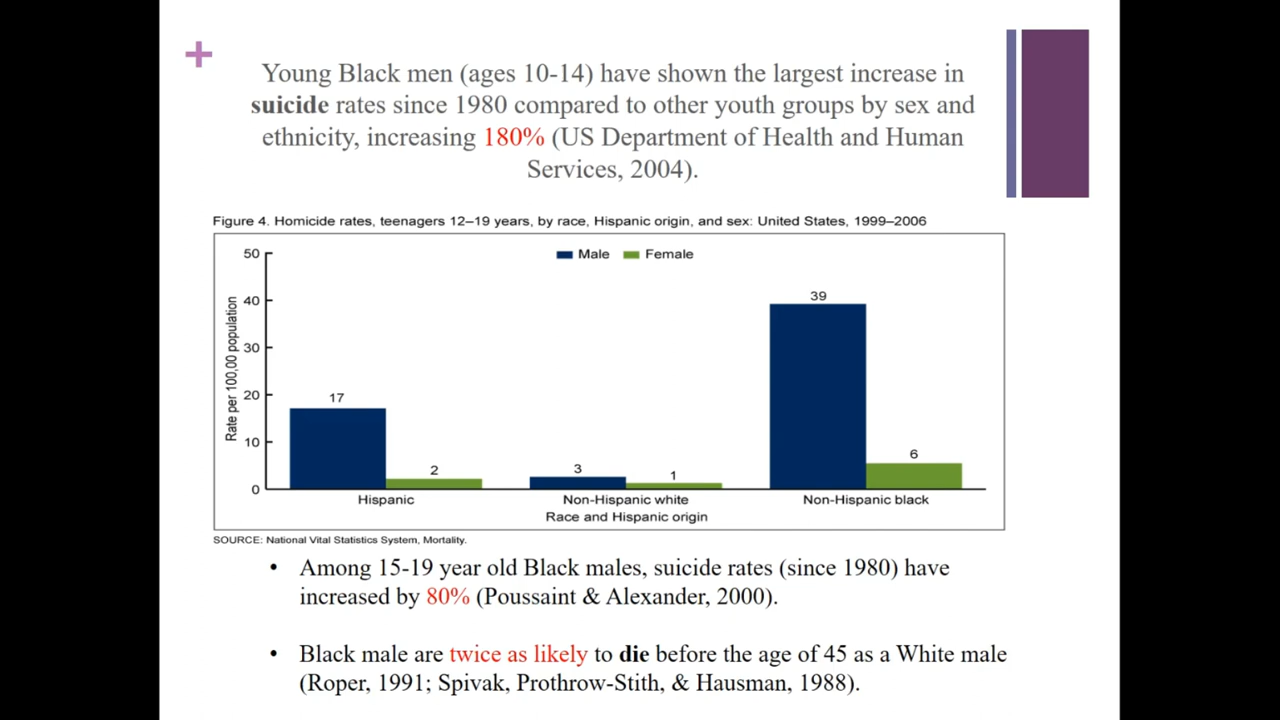 +
Young Black men (ages 10-14) have shown the largest increase in
suicide rates since 1980 compared to other youth groups by sex and
ethnicity, increasing 180% (US Department of Health and Human
Services, 2004).
Figure 4. Homicide rates, teenagers 12–19 years, by race, Hispanic origin, and sex: United States, 1999–2006
Male Female
Rate per 100,00 population
50
40
30
20
10
0
17
2
3
1
39
6
Hispanic Non-Hispanic white Non-Hispanic black
Race and Hispanic origin
SOURCE: National Vital Statistics System, Mortality.
• Among 15-19 year old Black males, suicide rates (since 1980) have
increased by 80% (Poussaint & Alexander, 2000).
• Black male are twice as likely to die before the age of 45 as a White male
(Roper, 1991; Spivak, Prothrow-Stith, & Hausman, 1988).